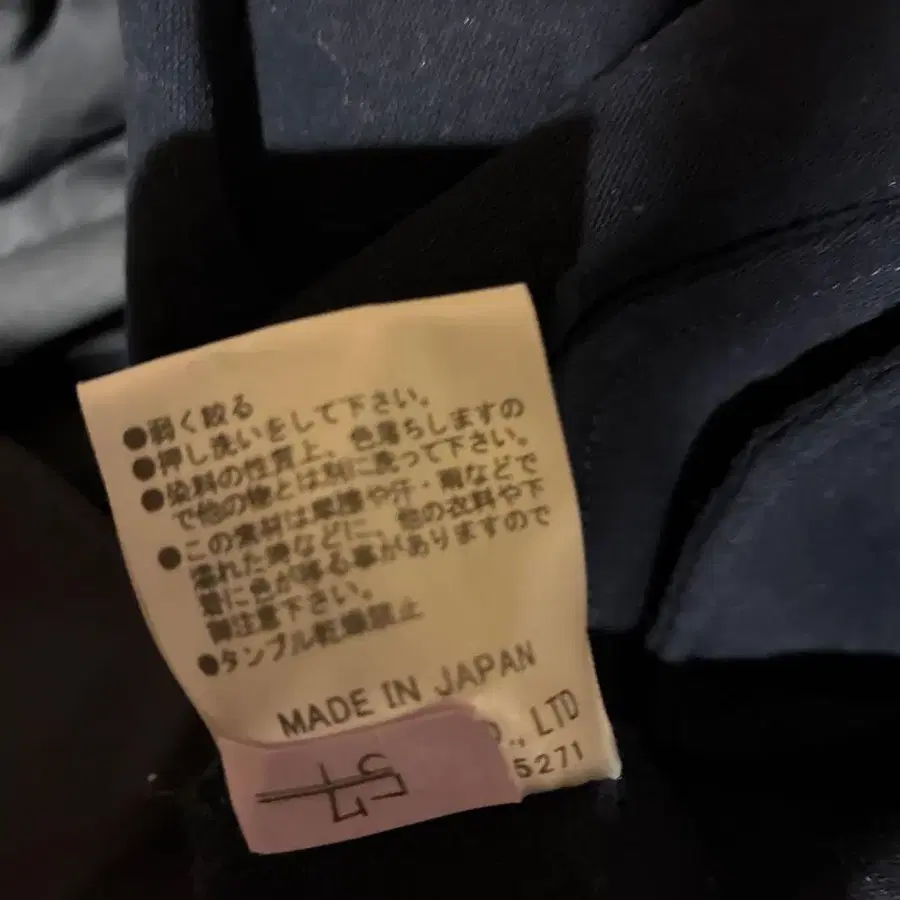 ●弱く絞る
●押し洗いをして下さい。
●染料の性質上、色落ちしますの
で他の物とは別に洗って下さい。
●この素材は摩擦や汗・雨などで
濡れた時などに、他の衣料や下
着に色が移る事がありますので
御注意下さい。
●タンブル乾燥禁止
MADE IN JAPAN
O., LTD
5271